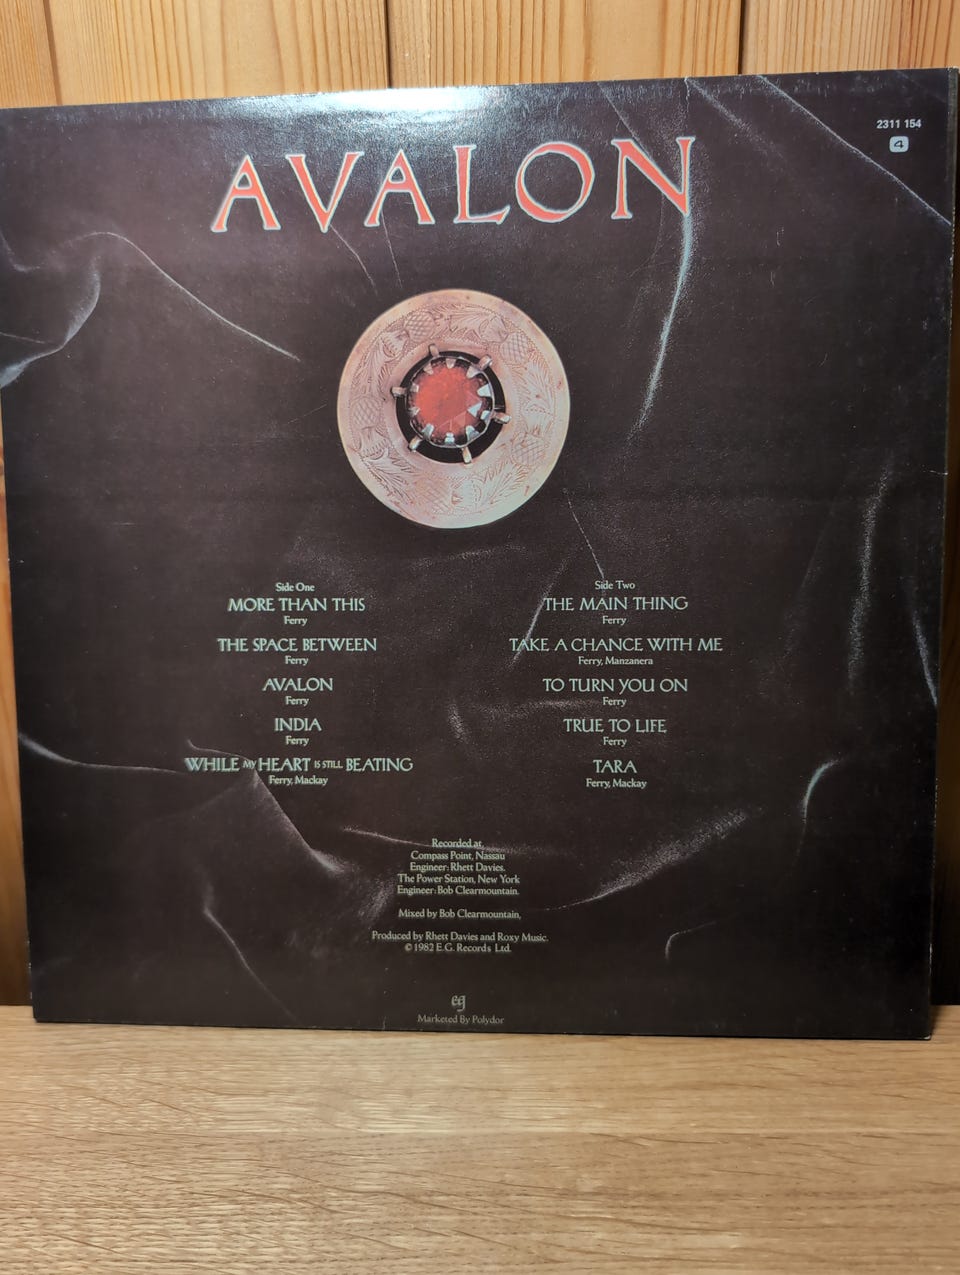 2311 154
4
AVALON
Side One
MORE THAN THIS
Ferry
THE SPACE BETWEEN
Ferry
AVALON
Ferry
INDIA
Ferry
WHILE MY HEART IS STILL BEATING
Ferry, Mackay
Side Two
THE MAIN THING
Ferry
TAKE A CHANCE WITH ME
Ferry, Manzanera
TO TURN YOU ON
Ferry
TRUE TO LIFE
Ferry
TARA
Ferry, Mackay
Recorded at,
Compass Point, Nassau
Engineer: Rhett Davies.
The Power Station, New York
Engineer: Bob Clearmountain.
Mixed by Bob Clearmountain,
Produced by Rhett Davies and Roxy Music.
© 1982 E.G. Records Ltd.
eg
Marketed By Polydor